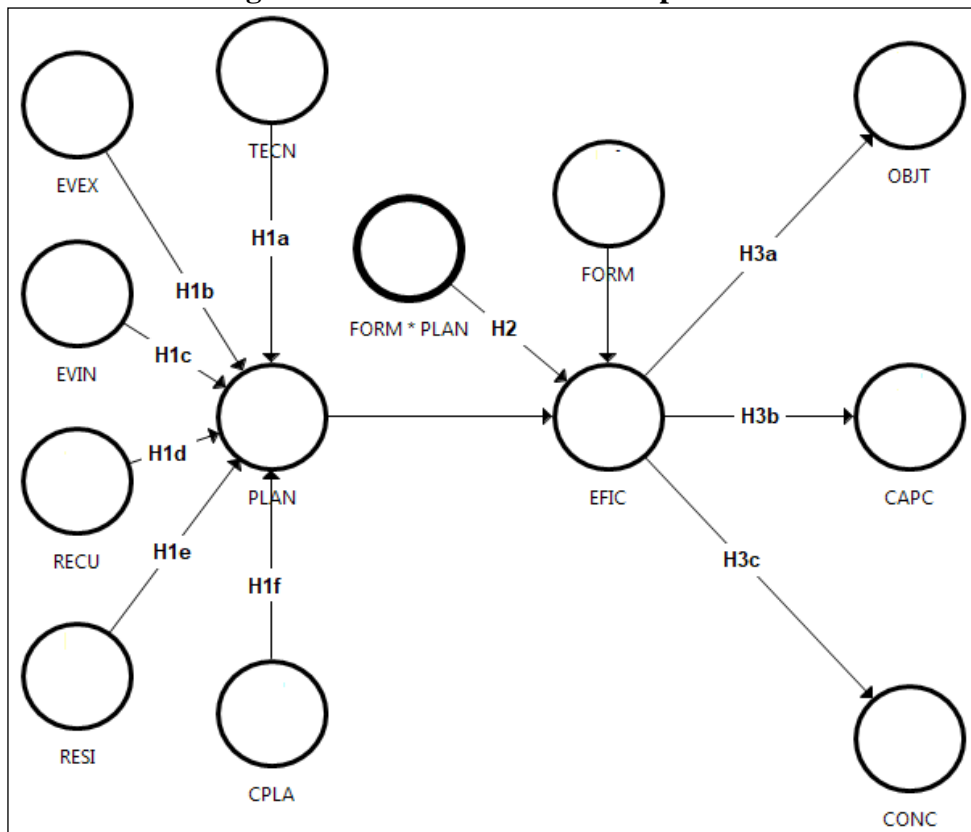 TECN
EVEX
H1a
OBJT
H3a
FORM
H1b
FORM * PLAN
H2
H1c
EVIN
H3b
H1d
PLAN
EFIC
CAPC
RECU
H1e
H3c
H1f
RESI
CPLA
CONC